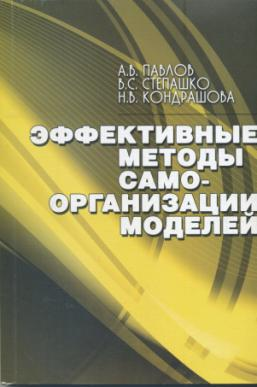 А.В. ПАВЛОВ
В.С. СТЕПАШКО
Н.В. КОНДРАШОВА
ЭФФЕКТИВНЫЕ
МЕТОДЫ
САМО-
ОРГАНИЗАЦИИ
МОДЕЛЕЙ